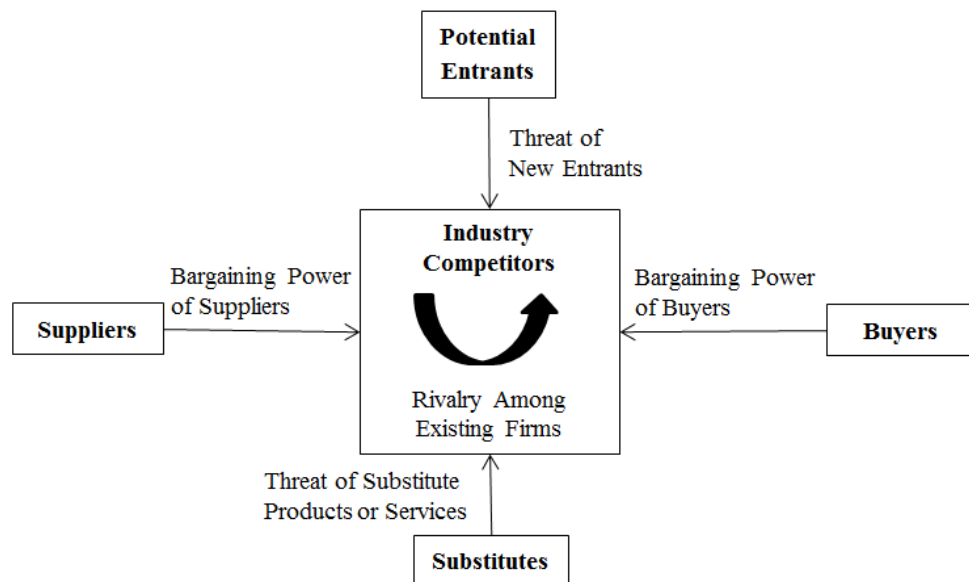 Potential
Entrants
Threat of
New Entrants
Industry
Competitors
Bargaining Power
of Suppliers
Bargaining Power
of Buyers
Suppliers
Buyers
Rivalry Among
Existing Firms
Threat of Substitute
Products or Services
Substitutes